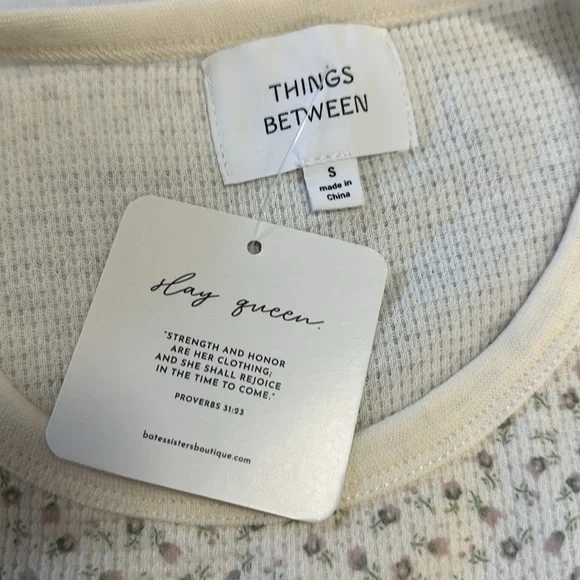 THINGS
BETWEEN
S
made in
China
slay queen.
"STRENGTH AND HONOR
ARE HER CLOTHING;
AND SHE SHALL REJOICE
IN THE TIME TO COME."
PROVERBS 31:23
batessistersboutique.com